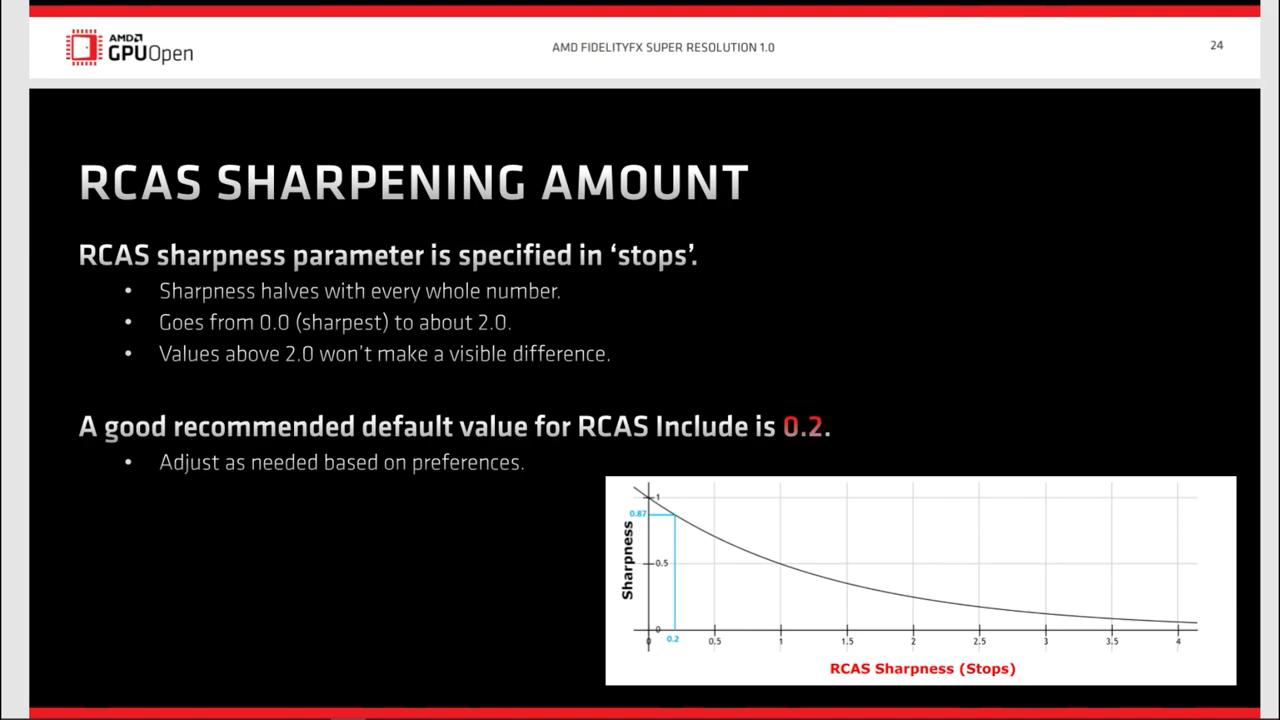 AMD
GPUOpen
AMD FIDELITYFX SUPER RESOLUTION 1.0
24
RCAS SHARPENING AMOUNT
RCAS sharpness parameter is specified in ‘stops’.
• Sharpness halves with every whole number.
• Goes from 0.0 (sharpest) to about 2.0.
• Values above 2.0 won’t make a visible difference.
A good recommended default value for RCAS Include is 0.2.
• Adjust as needed based on preferences.
1
0.87
0.5
0
Sharpness
0 0.2 0.5 1 1.5 2 2.5 3 3.5 4
RCAS Sharpness (Stops)